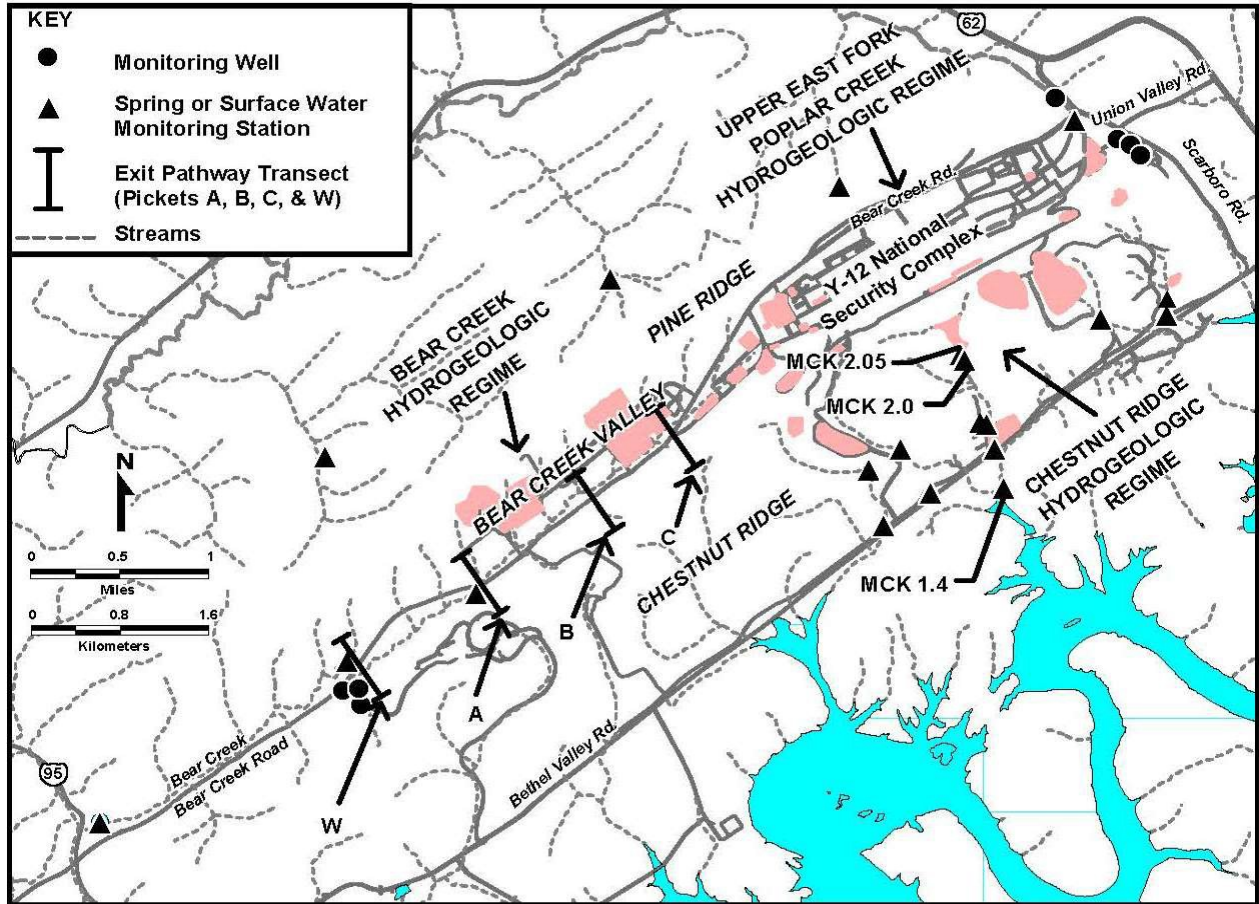 KEY
Monitoring Well
Spring or Surface Water
Monitoring Station
Exit Pathway Transect
(Pickets A, B, C, & W)
Streams
62
UPPER EAST FORK
POPLAR CREEK
HYDROGEOLOGIC REGIME
Union Valley Rd.
Scarboro Rd.
Bear Creek Rd.
Y-12 National
Security Complex
PINE RIDGE
BEAR CREEK
HYDROGEOLOGIC
REGIME
MCK 2.05
MCK 2.0
BEAR CREEK VALLEY
CHESTNUT RIDGE
HYDROGEOLOGIC
REGIME
N
0 0.5 1
Miles
0 0.8 1.6
Kilometers
C
CHESTNUT RIDGE
MCK 1.4
B
A
Bear Creek
Bear Creek Road
Bethel Valley Rd.
95
W